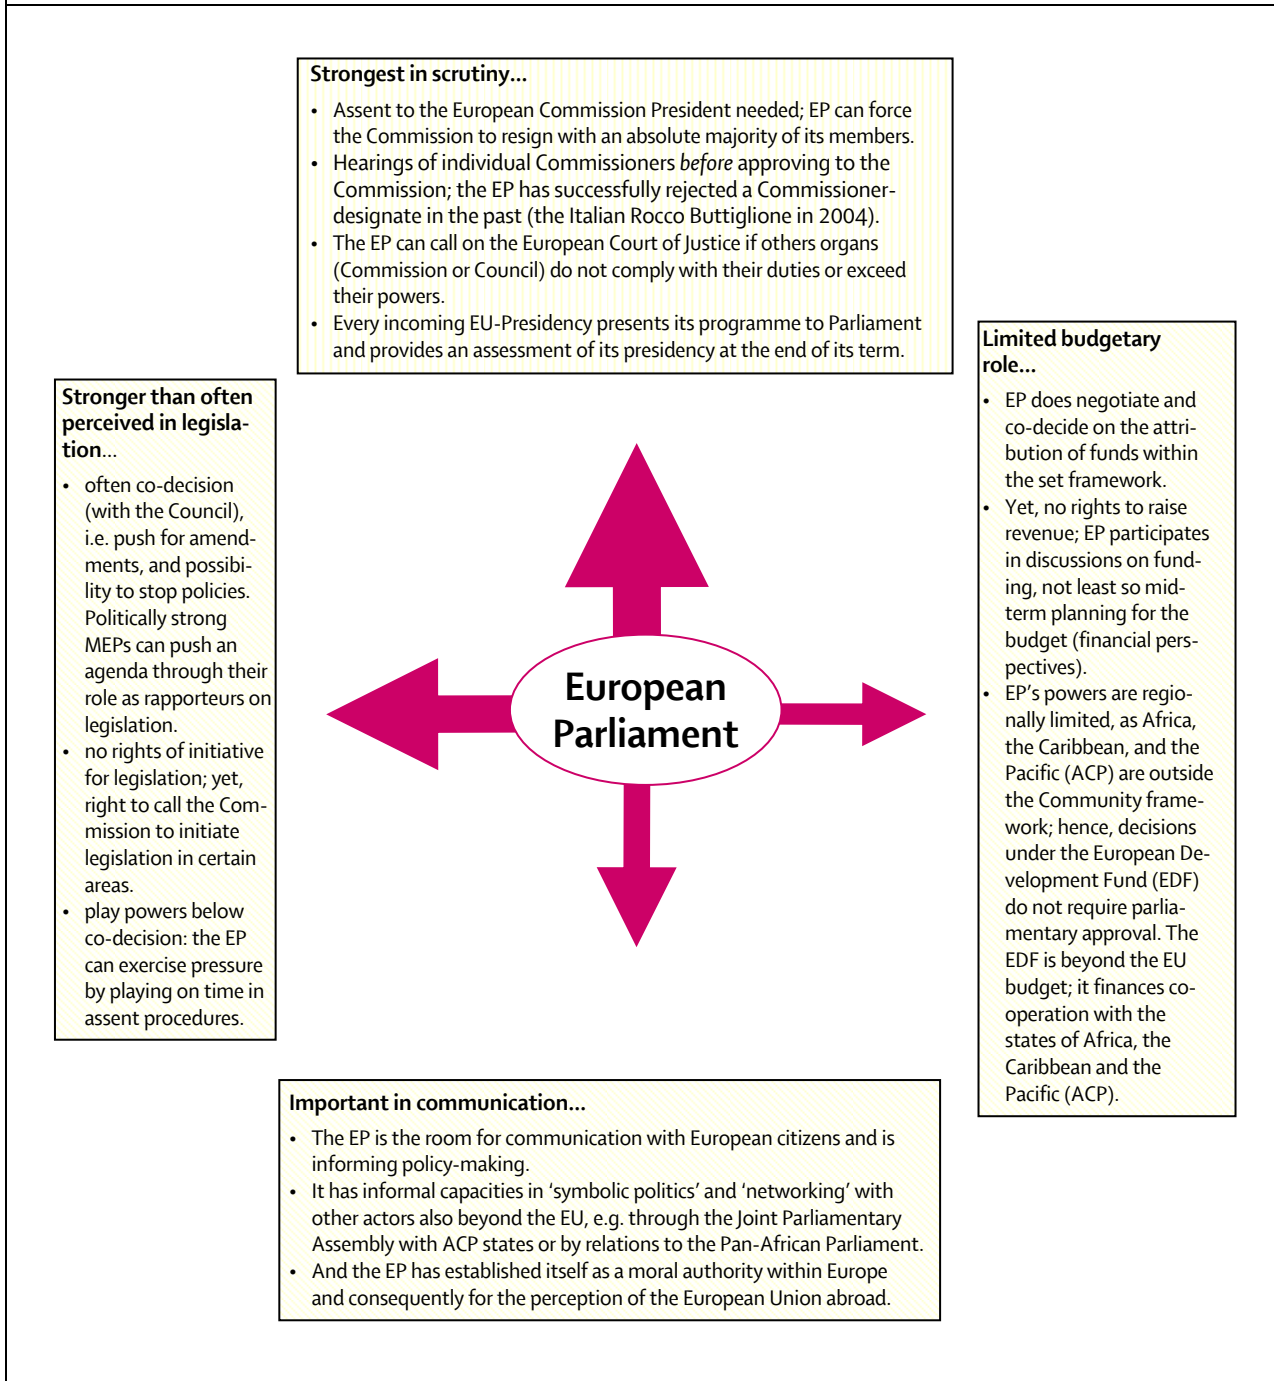 Strongest in scrutiny...
• Assent to the European Commission President needed; EP can force
the Commission to resign with an absolute majority of its members.
• Hearings of individual Commissioners before approving to the
Commission; the EP has successfully rejected a Commissioner-
designate in the past (the Italian Rocco Buttiglione in 2004).
• The EP can call on the European Court of Justice if others organs
(Commission or Council) do not comply with their duties or exceed
their powers.
• Every incoming EU-Presidency presents its programme to Parliament
and provides an assessment of its presidency at the end of its term.
Stronger than often
perceived in legisla-
tion...
• often co-decision
(with the Council),
i.e. push for amend-
ments, and possibi-
lity to stop policies.
Politically strong
MEPs can push an
agenda through their
role as rapporteurs on
legislation.
• no rights of initiative
for legislation; yet,
right to call the Com-
mission to initiate
legislation in certain
areas.
• play powers below
co-decision: the EP
can exercise pressure
by playing on time in
assent procedures.
European
Parliament
Limited budgetary
role...
• EP does negotiate and
co-decide on the attri-
bution of funds within
the set framework.
• Yet, no rights to raise
revenue; EP participates
in discussions on fund-
ing, not least so mid-
term planning for the
budget (financial pers-
pectives).
• EP's powers are regio-
nally limited, as Africa,
the Caribbean, and the
Pacific (ACP) are outside
the Community frame-
work; hence, decisions
under the European De-
velopment Fund (EDF)
do not require parlia-
mentary approval. The
EDF is beyond the EU
budget; it finances co-
operation with the
states of Africa, the
Caribbean and the
Pacific (ACP).
Important in communication...
• The EP is the room for communication with European citizens and is
informing policy-making.
• It has informal capacities in 'symbolic politics' and 'networking' with
other actors also beyond the EU, e.g. through the Joint Parliamentary
Assembly with ACP states or by relations to the Pan-African Parliament.
• And the EP has established itself as a moral authority within Europe
and consequently for the perception of the European Union abroad.